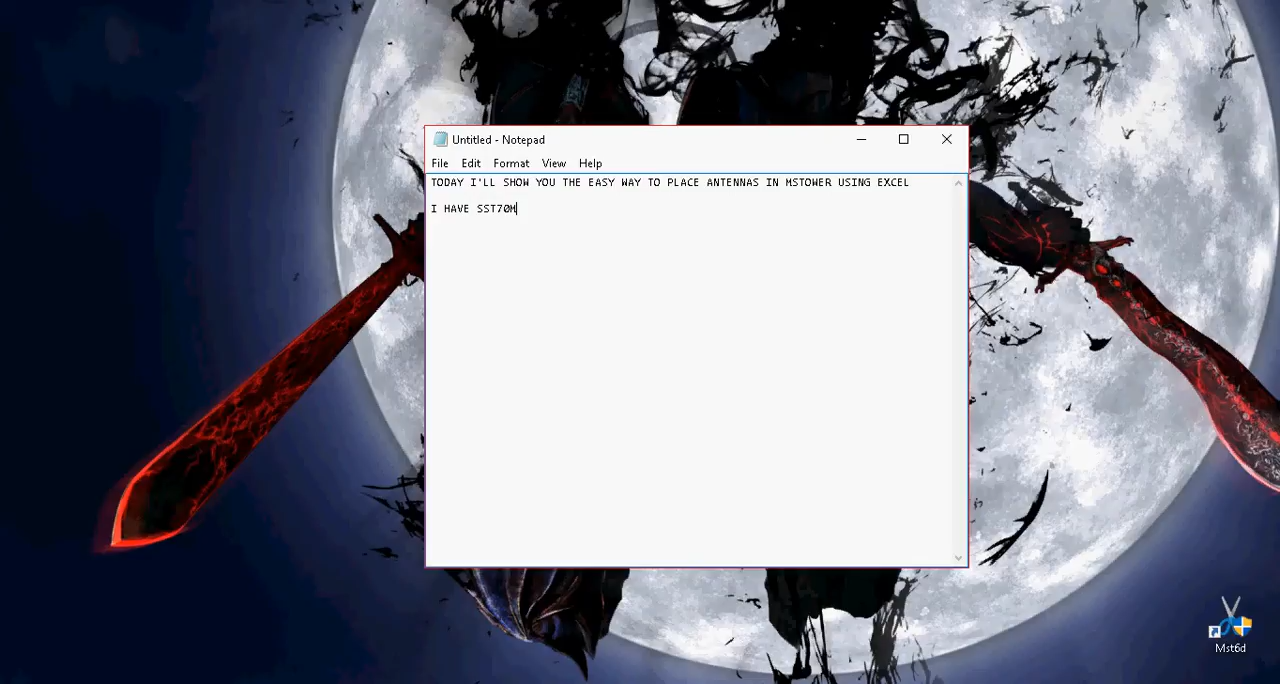 Untitled - Notepad
File Edit Format View Help
TODAY I'LL SHOW YOU THE EASY WAY TO PLACE ANTENNAS IN MSTOWER USING EXCEL
I HAVE SST70M
Mst6d